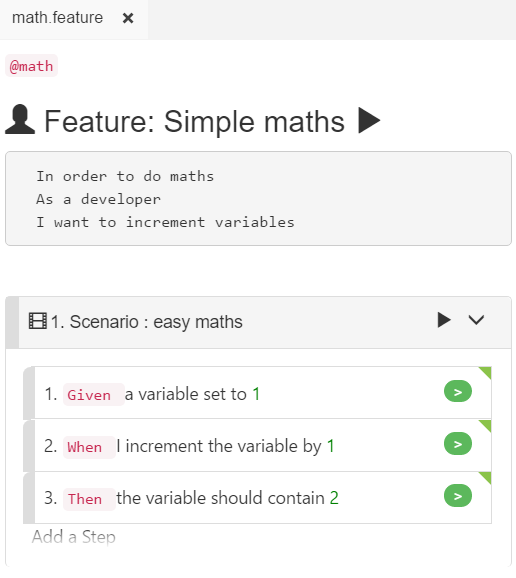 math.feature ×
@math
Feature: Simple maths
In order to do maths
As a developer
I want to increment variables
1. Scenario : easy maths
1. Given a variable set to 1 >
2. When I increment the variable by 1 >
3. Then the variable should contain 2 >
Add a Step